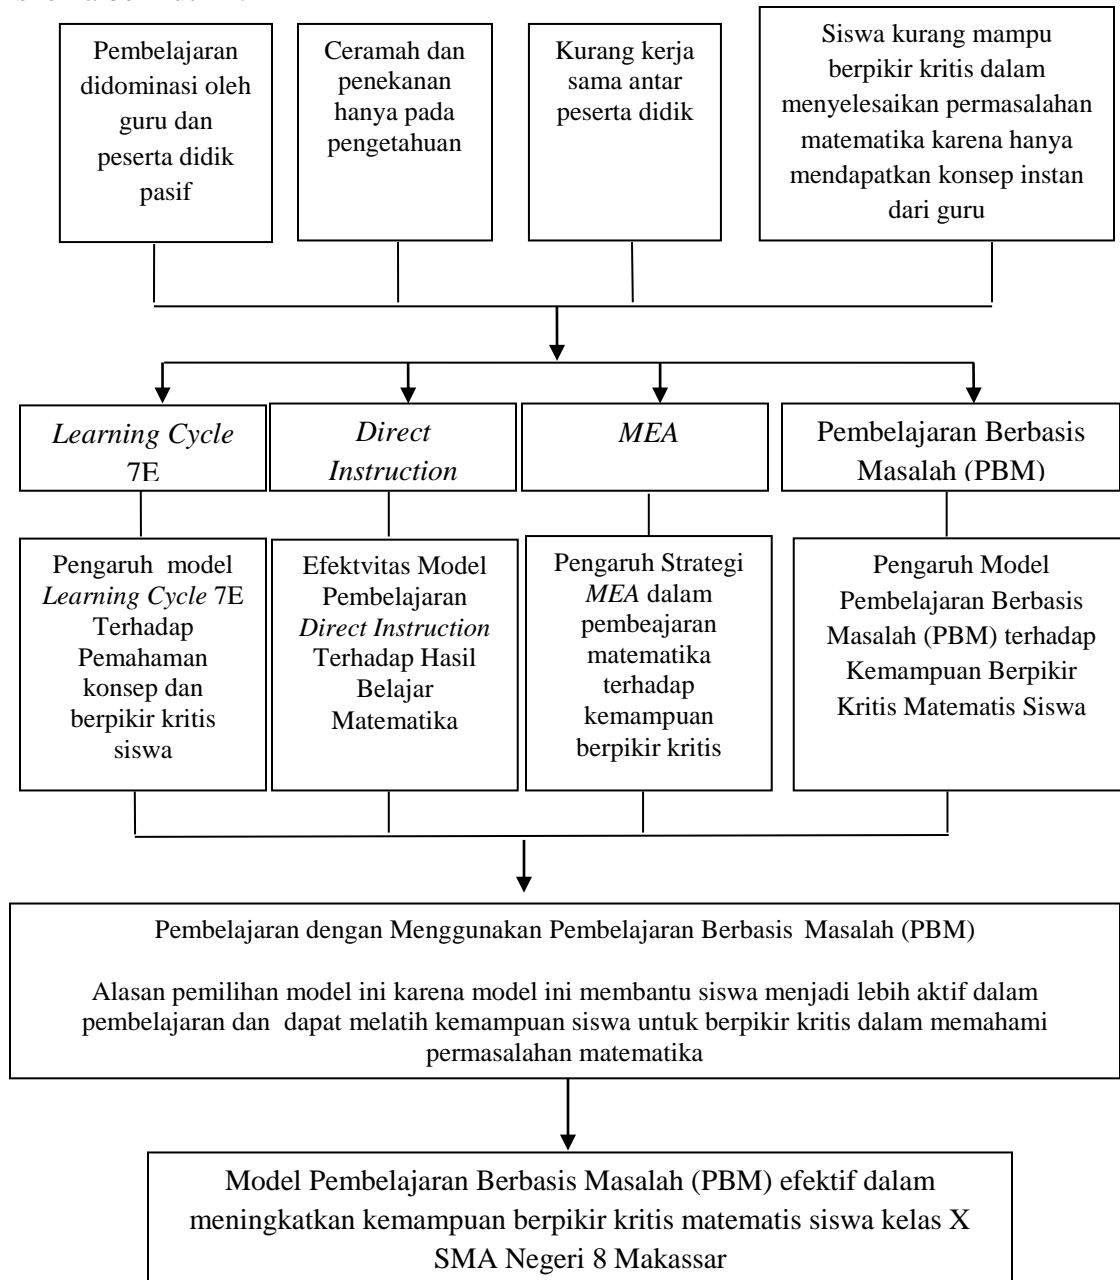 Pembelajaran
didominasi oleh
guru dan
peserta didik
pasif
Ceramah dan
penekanan
hanya pada
pengetahuan
Kurang kerja
sama antar
peserta didik
Siswa kurang mampu
berpikir kritis dalam
menyelesaikan permasalahan
matematika karena hanya
mendapatkan konsep instan
dari guru
Learning Cycle
7E
Direct
Instruction
MEA
Pembelajaran Berbasis
Masalah (PBM)
Pengaruh model
Learning Cycle 7E
Terhadap
Pemahaman
konsep dan
berpikir kritis
siswa
Efektvitas Model
Pembelajaran
Direct Instruction
Terhadap Hasil
Belajar
Matematika
Pengaruh Strategi
MEA dalam
pembeajaran
matematika
terhadap
kemampuan
berpikir kritis
Pengaruh Model
Pembelajaran Berbasis
Masalah (PBM) terhadap
Kemampuan Berpikir
Kritis Matematis Siswa
Pembelajaran dengan Menggunakan Pembelajaran Berbasis Masalah (PBM)
Alasan pemilihan model ini karena model ini membantu siswa menjadi lebih aktif dalam
pembelajaran dan dapat melatih kemampuan siswa untuk berpikir kritis dalam memahami
permasalahan matematika
Model Pembelajaran Berbasis Masalah (PBM) efektif dalam
meningkatkan kemampuan berpikir kritis matematis siswa kelas X
SMA Negeri 8 Makassar